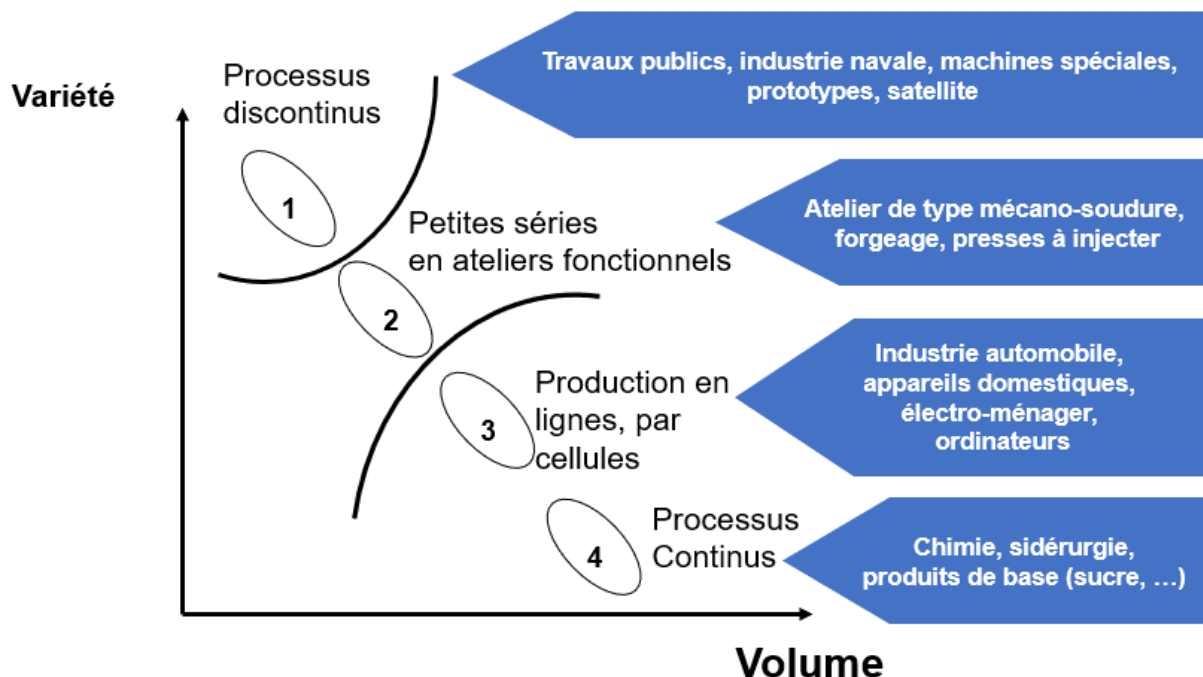 Variété
Processus
discontinus
Travaux publics, industrie navale, machines spéciales,
prototypes, satellite
1
Petites séries
en ateliers fonctionnels
Atelier de type mécano-soudure,
forgeage, presses à injecter
2
Production en
lignes, par
cellules
3
Industrie automobile,
appareils domestiques,
électro-ménager,
ordinateurs
Processus
Continus
4
Chimie, sidérurgie,
produits de base (sucre, …)
Volume